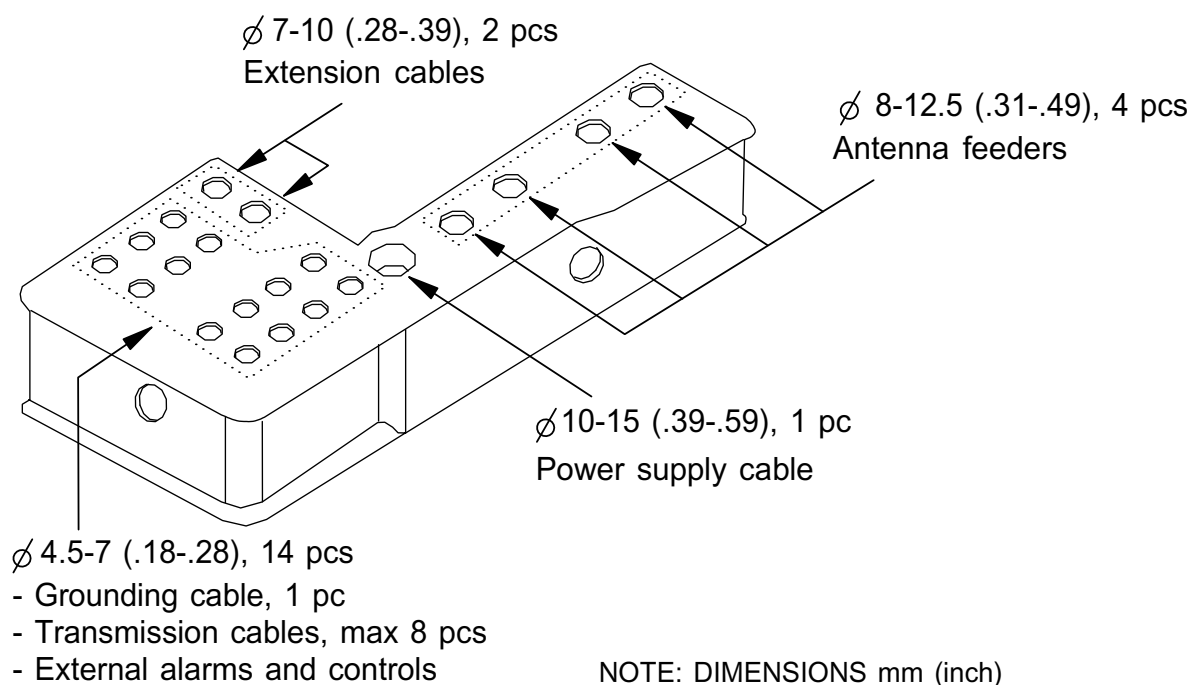 ⌀ 7-10 (.28-.39), 2 pcs
Extension cables
⌀ 8-12.5 (.31-.49), 4 pcs
Antenna feeders
⌀ 10-15 (.39-.59), 1 pc
Power supply cable
⌀ 4.5-7 (.18-.28), 14 pcs
- Grounding cable, 1 pc
- Transmission cables, max 8 pcs
- External alarms and controls
NOTE: DIMENSIONS mm (inch)